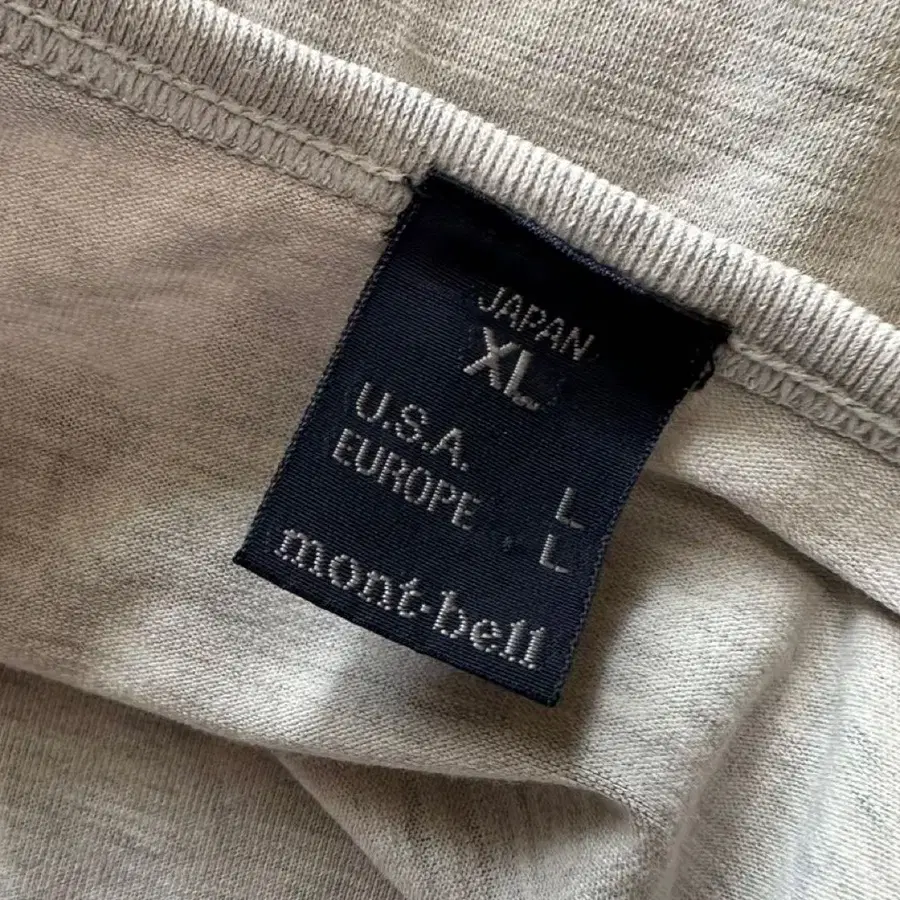 JAPAN
XL
U.S.A. L
EUROPE L
mont-bell